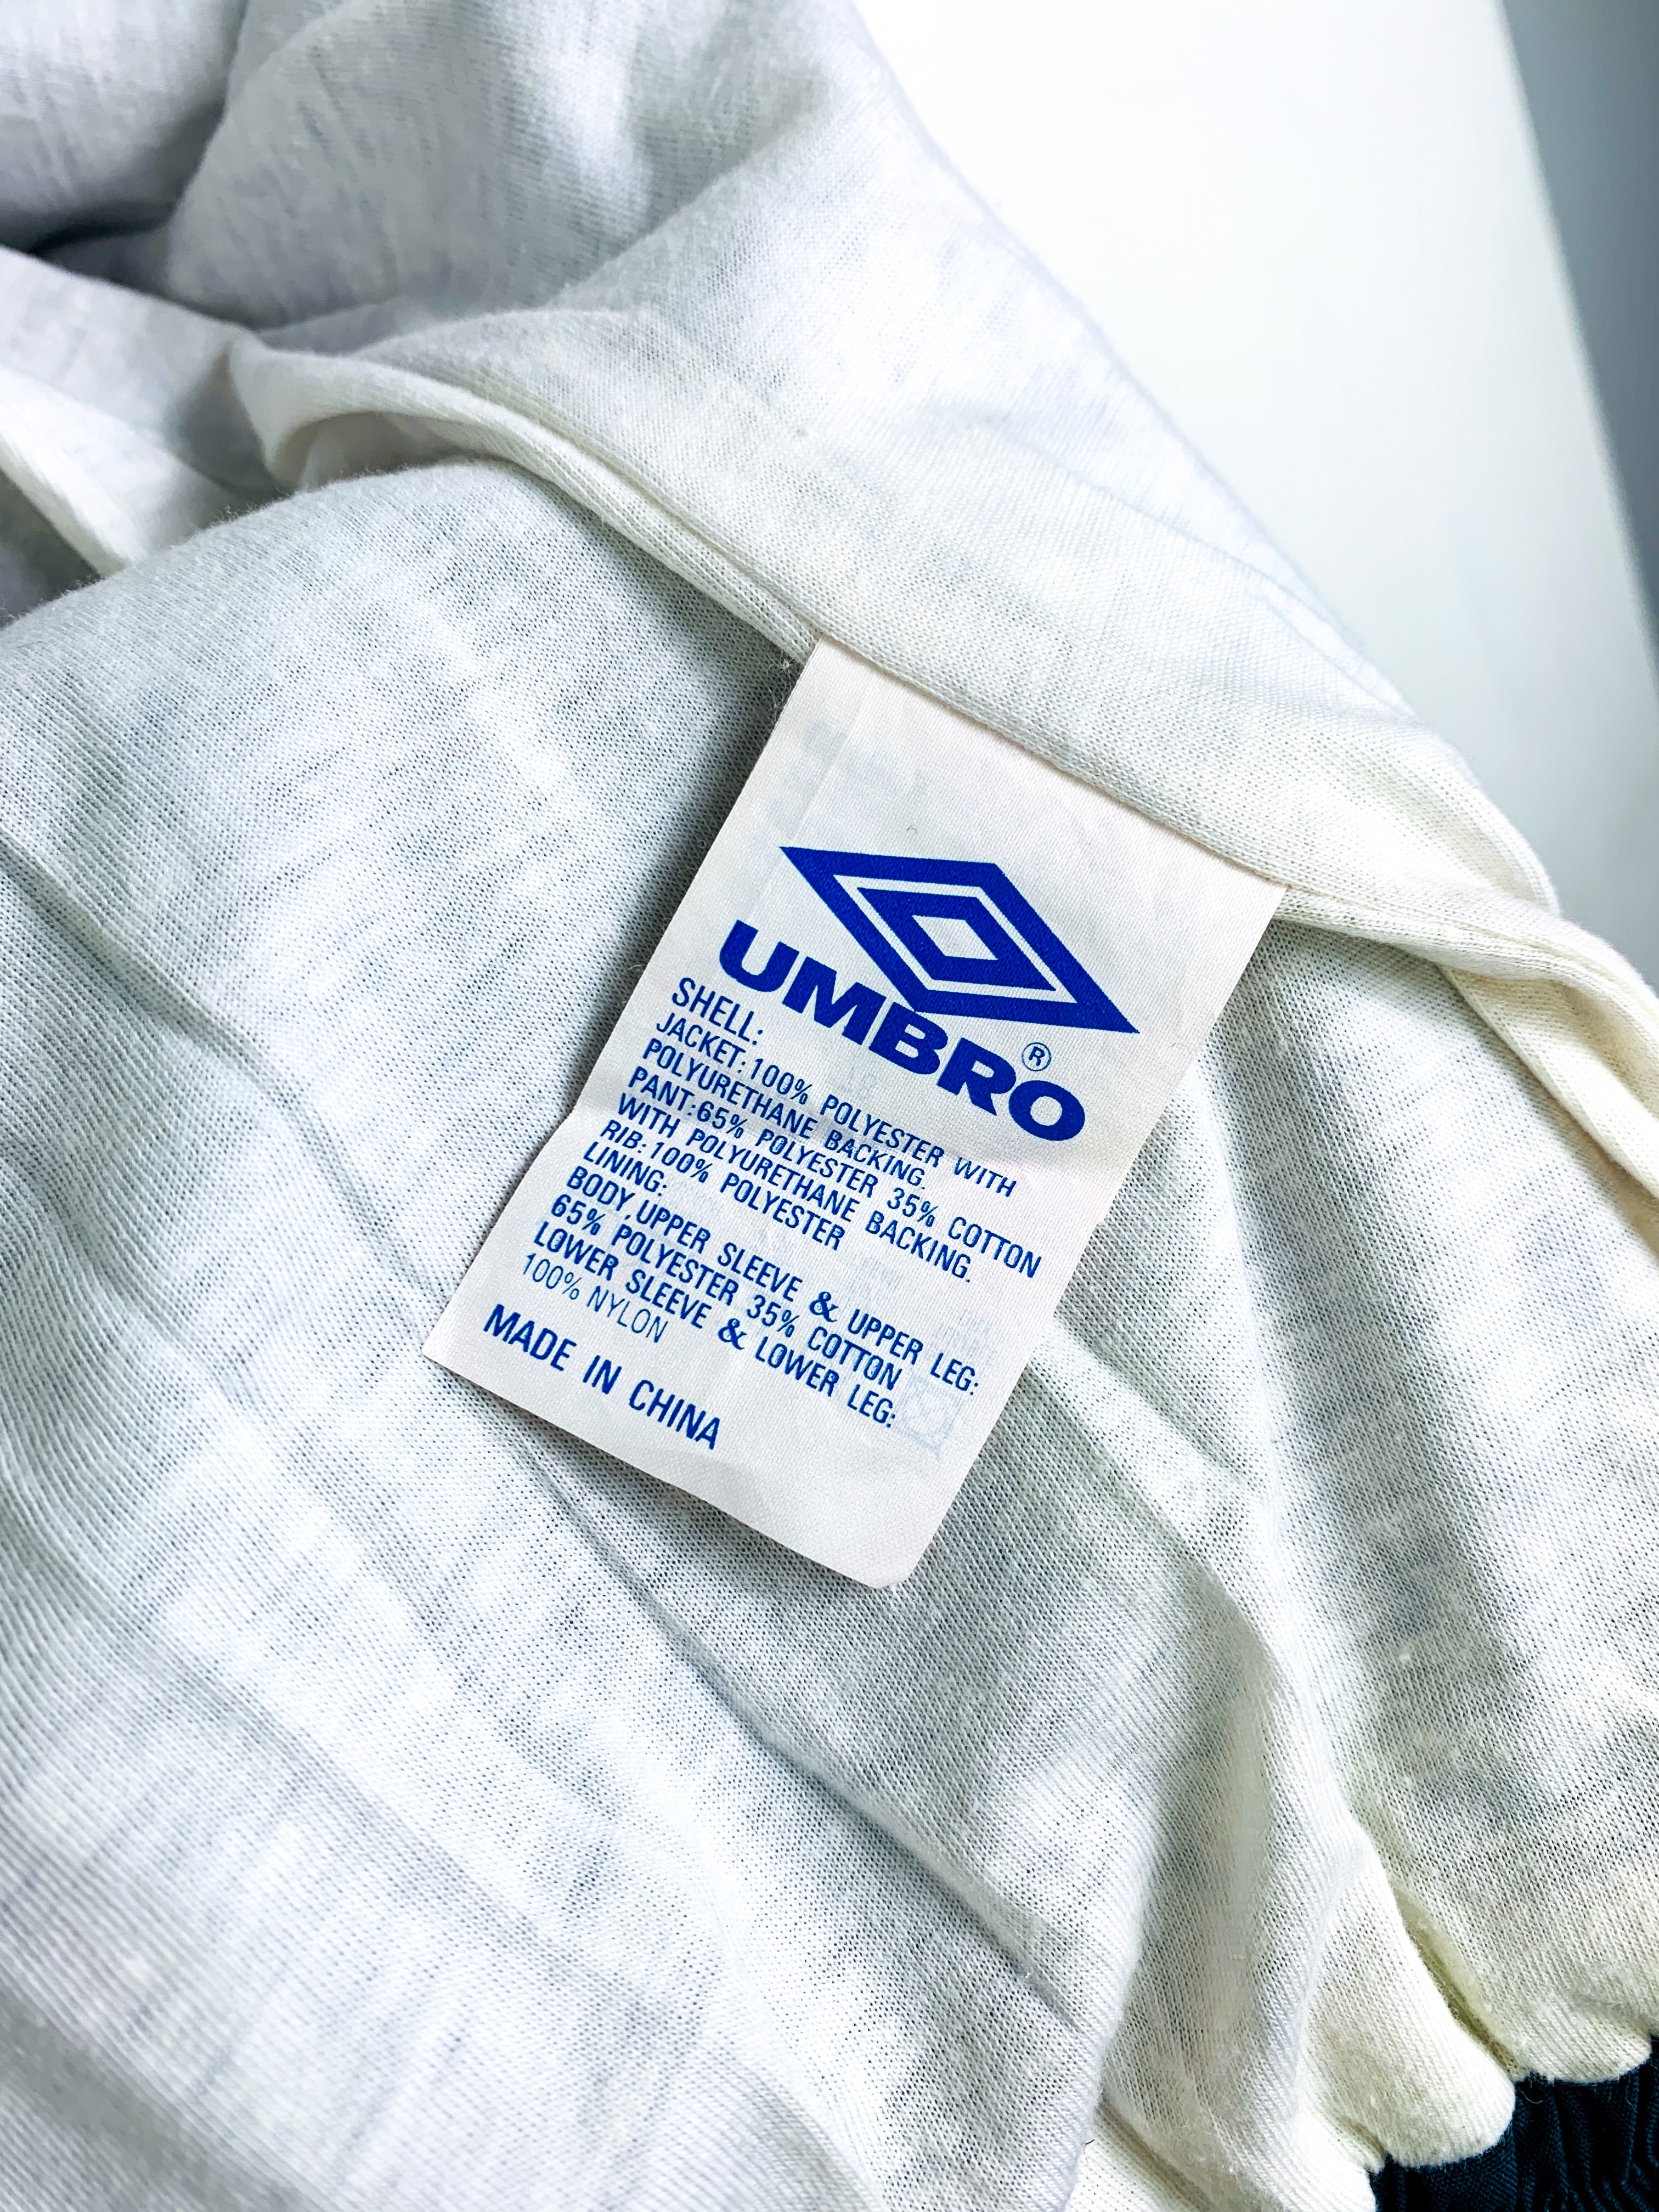 UMBRO®
SHELL:
JACKET:100% POLYESTER WITH
POLYURETHANE BACKING.
PANT:65% POLYESTER 35% COTTON
WITH POLYURETHANE BACKING.
RIB:100% POLYESTER
LINING:
BODY,UPPER SLEEVE & UPPER LEG:
65% POLYESTER 35% COTTON
LOWER SLEEVE & LOWER LEG:
100% NYLON
MADE IN CHINA